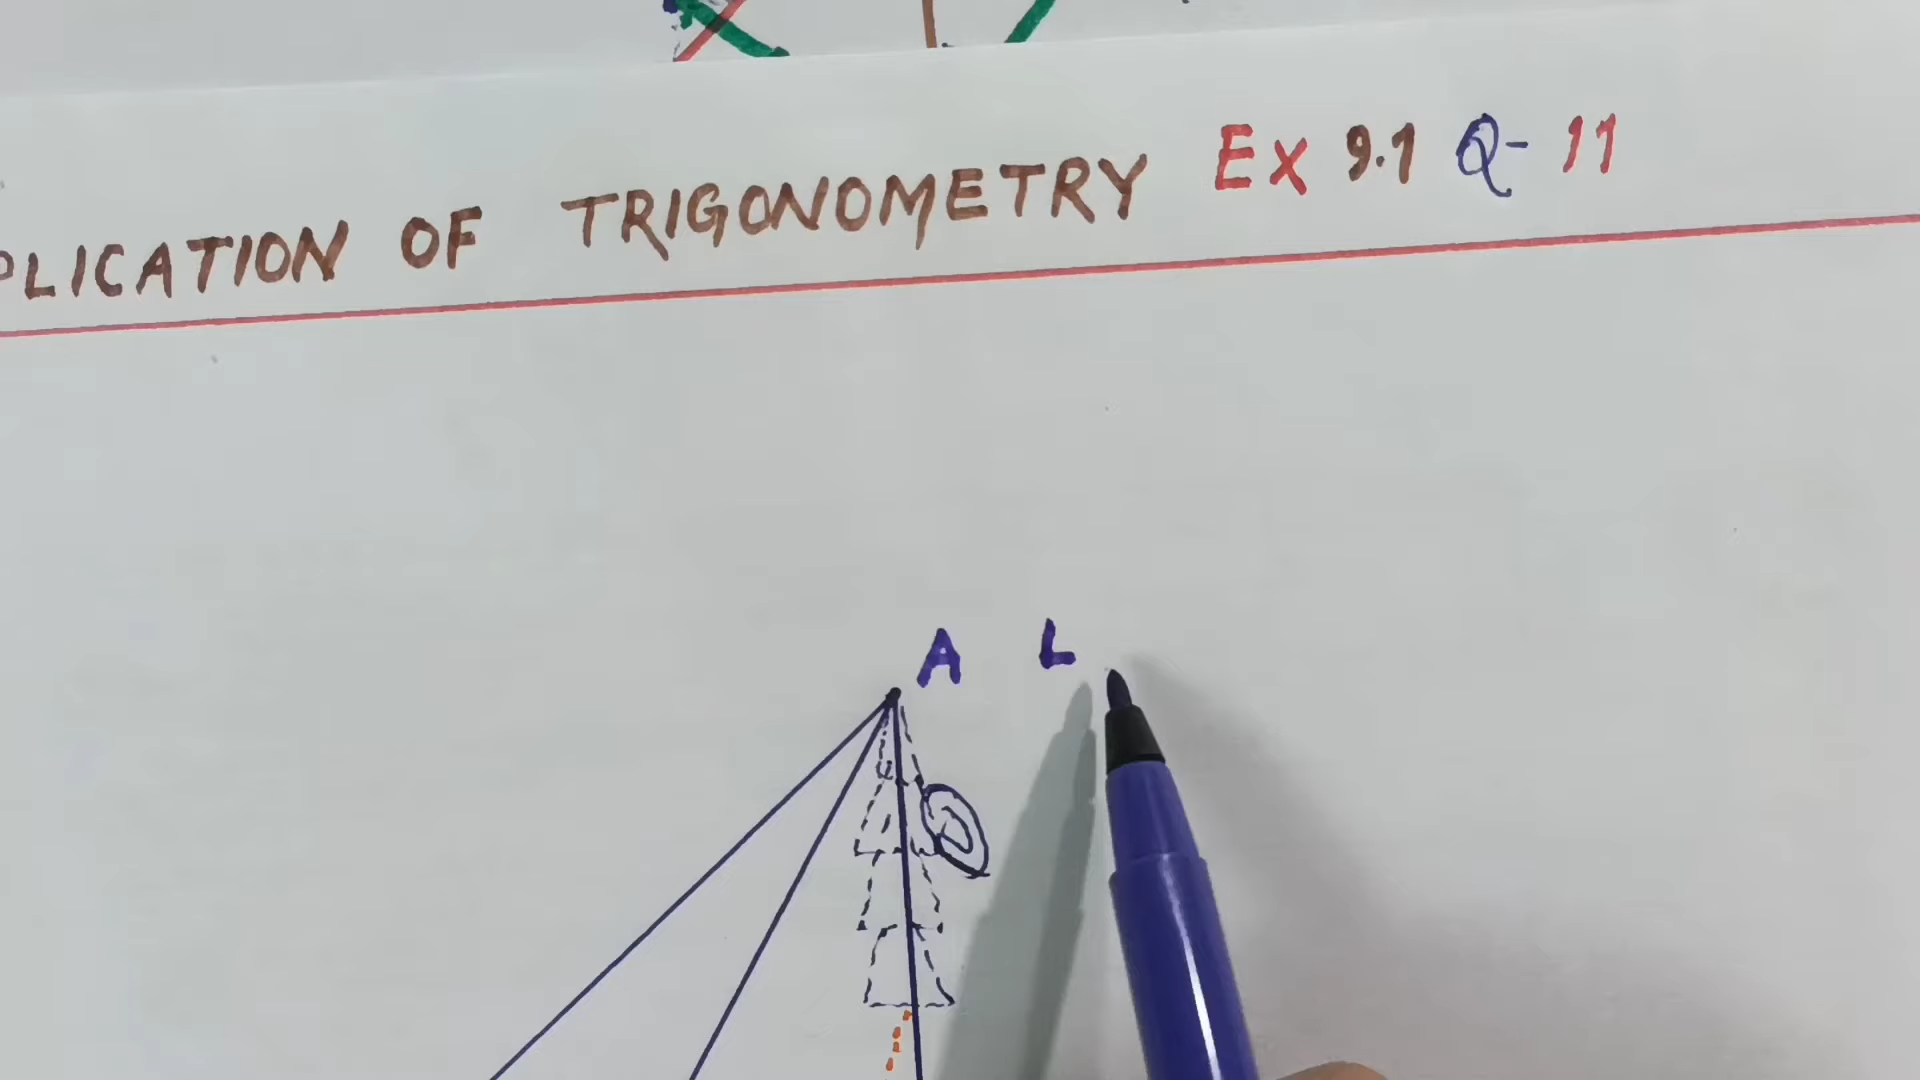 PLICATION OF TRIGONOMETRY Ex 9.1 Q- 11
A L